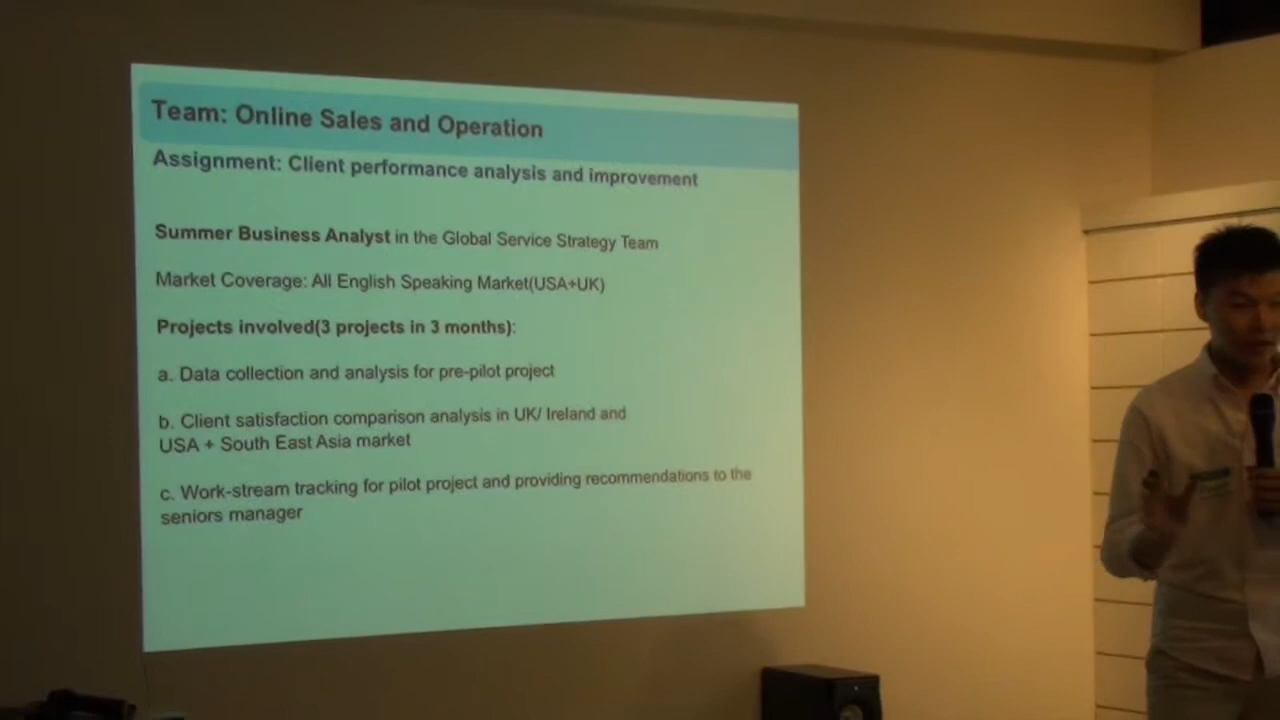 Team: Online Sales and Operation
Assignment: Client performance analysis and improvement
Summer Business Analyst in the Global Service Strategy Team
Market Coverage: All English Speaking Market(USA+UK)
Projects involved(3 projects in 3 months):
a. Data collection and analysis for pre-pilot project
b. Client satisfaction comparison analysis in UK/ Ireland and
USA + South East Asia market
c. Work-stream tracking for pilot project and providing recommendations to the
seniors manager